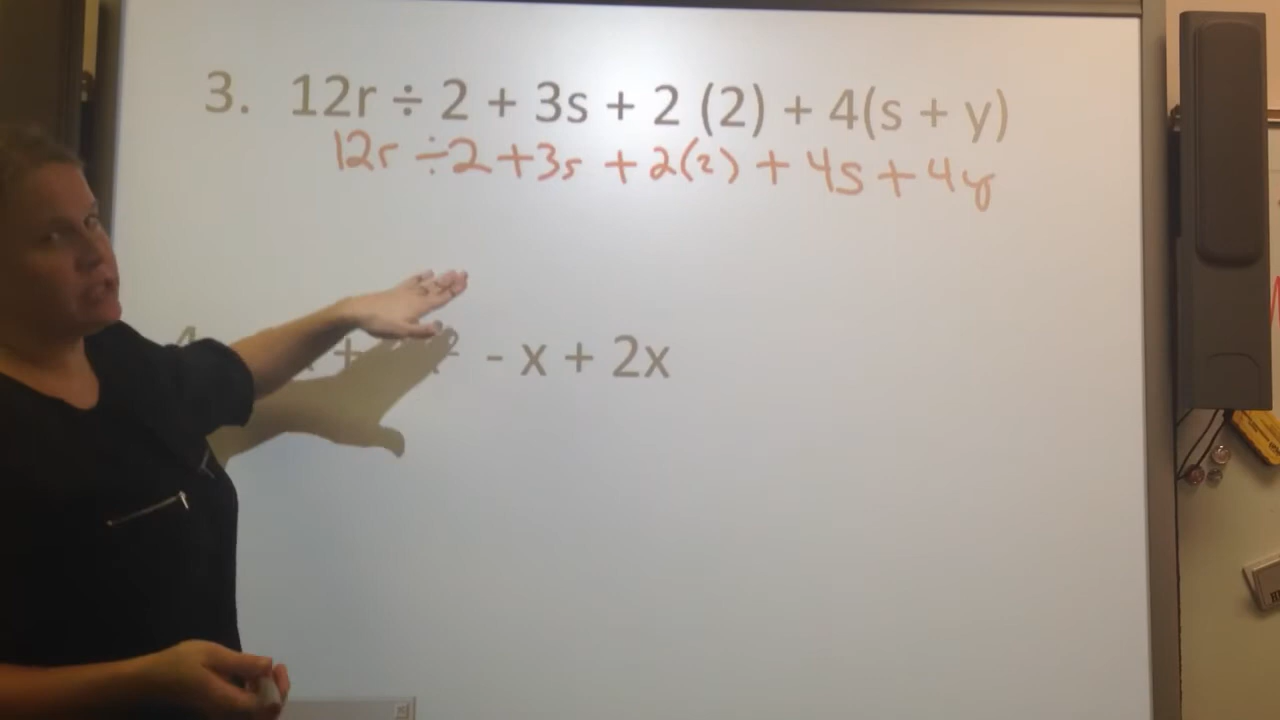 3. 12r ÷ 2 + 3s + 2 (2) + 4(s + y)
12r ÷2+3s +2(2) + 4s+4y
- x + 2x